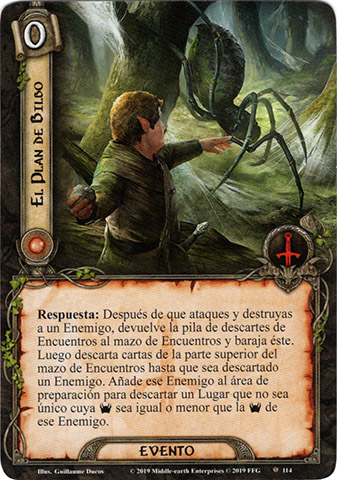 0
El Plan de Bilbo
Respuesta: Después de que ataques y destruyas
a un Enemigo, devuelve la pila de descartes de
Encuentros al mazo de Encuentros y baraja éste.
Luego descarta cartas de la parte superior del
mazo de Encuentros hasta que sea descartado
un Enemigo. Añade ese Enemigo al área de
preparación para descartar un Lugar que no sea
único cuya sea igual o menor que la de
ese Enemigo.
Evento
Illus. Guillaume Ducos © 2019 Middle-earth Enterprises © 2019 FFG 114